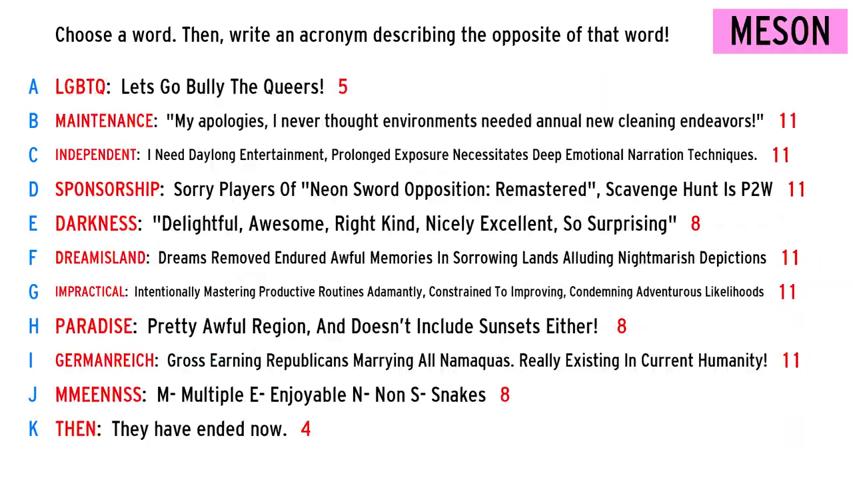 Choose a word. Then, write an acronym describing the opposite of that word!
MESON
A LGBTQ: Lets Go Bully The Queers! 5
B MAINTENANCE: "My apologies, I never thought environments needed annual new cleaning endeavors!" 11
C INDEPENDENT: I Need Daylong Entertainment, Prolonged Exposure Necessitates Deep Emotional Narration Techniques. 11
D SPONSORSHIP: Sorry Players Of "Neon Sword Opposition: Remastered", Scavenge Hunt Is P2W 11
E DARKNESS: "Delightful, Awesome, Right Kind, Nicely Excellent, So Surprising" 8
F DREAMISLAND: Dreams Removed Endured Awful Memories In Sorrowing Lands Alluding Nightmarish Depictions 11
G IMPRACTICAL: Intentionally Mastering Productive Routines Adamantly, Constrained To Improving, Condemning Adventurous Likelihoods 11
H PARADISE: Pretty Awful Region, And Doesn't Include Sunsets Either! 8
I GERMANREICH: Gross Earning Republicans Marrying All Namaquas. Really Existing In Current Humanity! 11
J MMEENNSS: M- Multiple E- Enjoyable N- Non S- Snakes 8
K THEN: They have ended now. 4